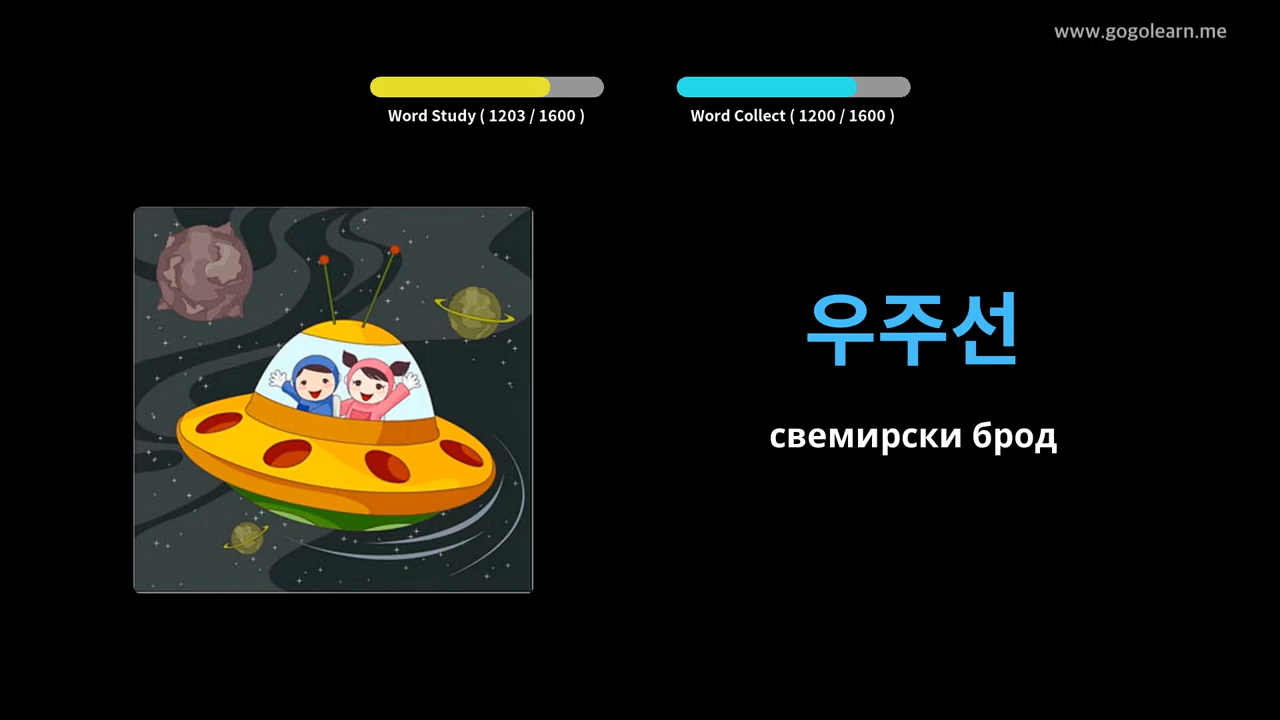 www.gogolearn.me
Word Study ( 1203 / 1600 )
Word Collect ( 1200 / 1600 )
우주선
свемирски брод